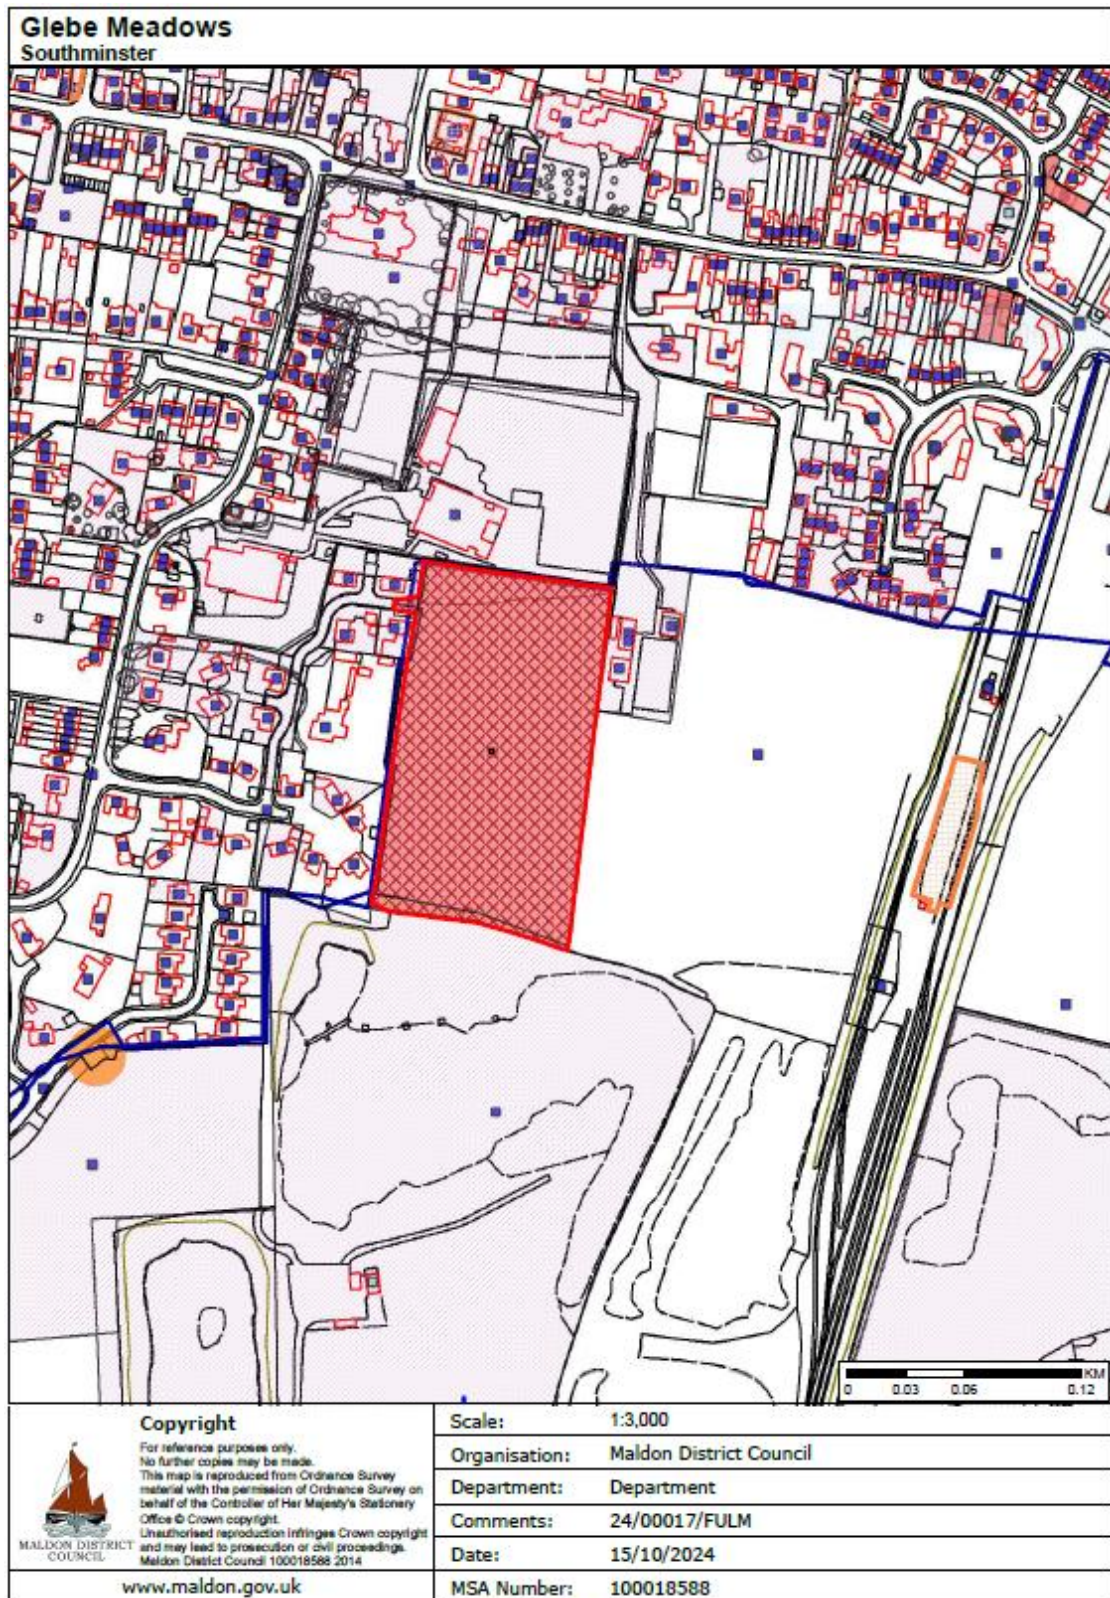 Glebe Meadows
Southminster
KM
0 0.03 0.06 0.12
Copyright
For reference purposes only.
No further copies may be made.
This map is reproduced from Ordnance Survey
material with the permission of Ordnance Survey on
behalf of the Controller of Her Majesty's Stationery
Office © Crown copyright.
Unauthorised reproduction infringes Crown copyright
and may lead to prosecution or civil proceedings.
Maldon District Council 100018588 2014
MALDON DISTRICT
COUNCIL
www.maldon.gov.uk
Scale: 1:3,000
Organisation: Maldon District Council
Department: Department
Comments: 24/00017/FULM
Date: 15/10/2024
MSA Number: 100018588